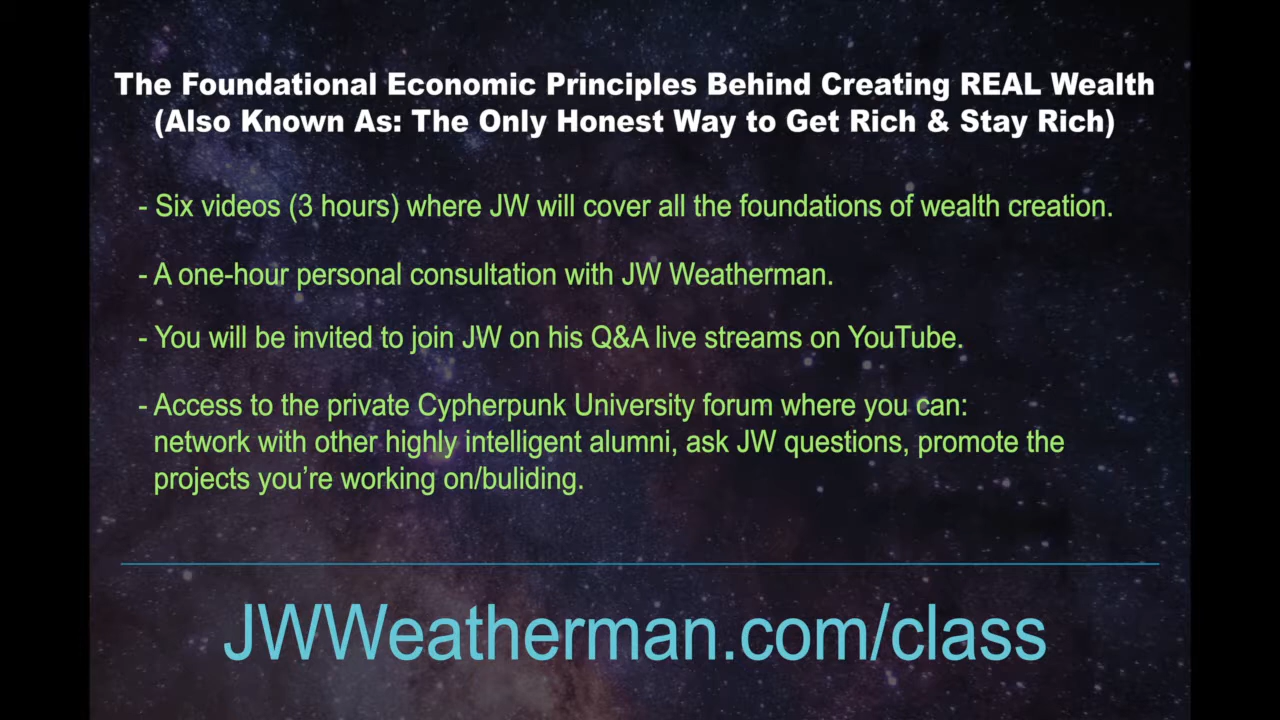 The Foundational Economic Principles Behind Creating REAL Wealth
(Also Known As: The Only Honest Way to Get Rich & Stay Rich)
- Six videos (3 hours) where JW will cover all the foundations of wealth creation.
- A one-hour personal consultation with JW Weatherman.
- You will be invited to join JW on his Q&A live streams on YouTube.
- Access to the private Cypherpunk University forum where you can:
network with other highly intelligent alumni, ask JW questions, promote the
projects you’re working on/buliding.
JWWeatherman.com/class